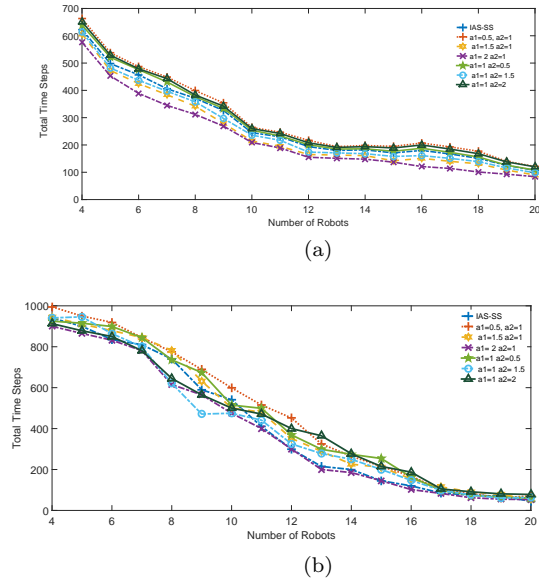 700
600
500
400
300
200
100
0
Total Time Steps
IAS-SS
a1=0.5, a2=1
a1=1.5 a2=1
a1= 2 a2=1
a1=1 a2=0.5
a1=1 a2= 1.5
a1=1 a2=2
4 6 8 10 12 14 16 18 20
Number of Robots
(a)
1000
800
600
400
200
0
Total Time Steps
IAS-SS
a1=0.5, a2=1
a1=1.5 a2=1
a1= 2 a2=1
a1=1 a2=0.5
a1=1 a2= 1.5
a1=1 a2=2
4 6 8 10 12 14 16 18 20
Number of Robots
(b)